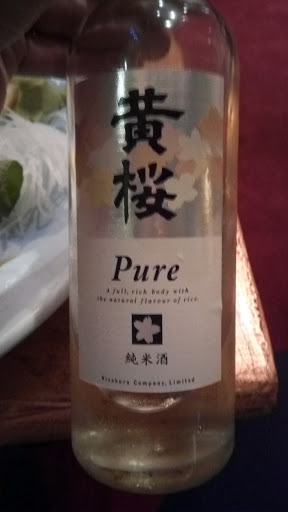 黄桜
Pure
A full, rich body with
the natural flavour of rice.
純米酒
Kizakura Company, Limited